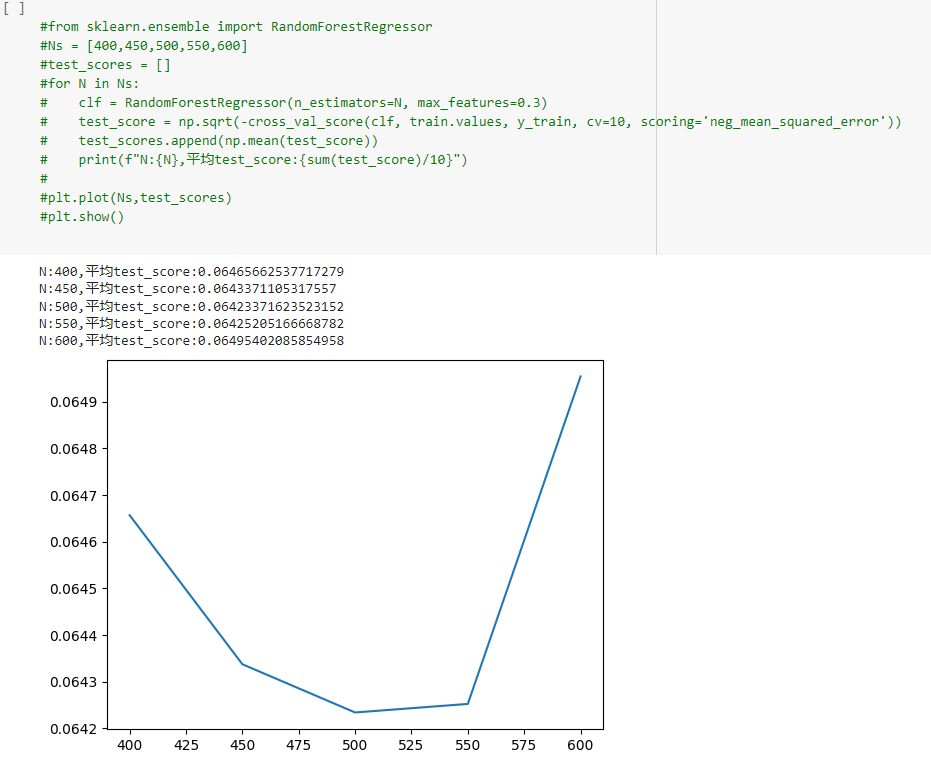 [ ]
#from sklearn.ensemble import RandomForestRegressor
#Ns = [400,450,500,550,600]
#test_scores = []
#for N in Ns:
#    clf = RandomForestRegressor(n_estimators=N, max_features=0.3)
#    test_score = np.sqrt(-cross_val_score(clf, train.values, y_train, cv=10, scoring='neg_mean_squared_error'))
#    test_scores.append(np.mean(test_score))
#    print(f"N:{N},平均test_score:{sum(test_score)/10}")
#
#plt.plot(Ns,test_scores)
#plt.show()
N:400,平均test_score:0.06465662537717279
N:450,平均test_score:0.0643371105317557
N:500,平均test_score:0.06423371623523152
N:550,平均test_score:0.06425205166668782
N:600,平均test_score:0.06495402085854958
0.0649
0.0648
0.0647
0.0646
0.0645
0.0644
0.0643
0.0642
400 425 450 475 500 525 550 575 600